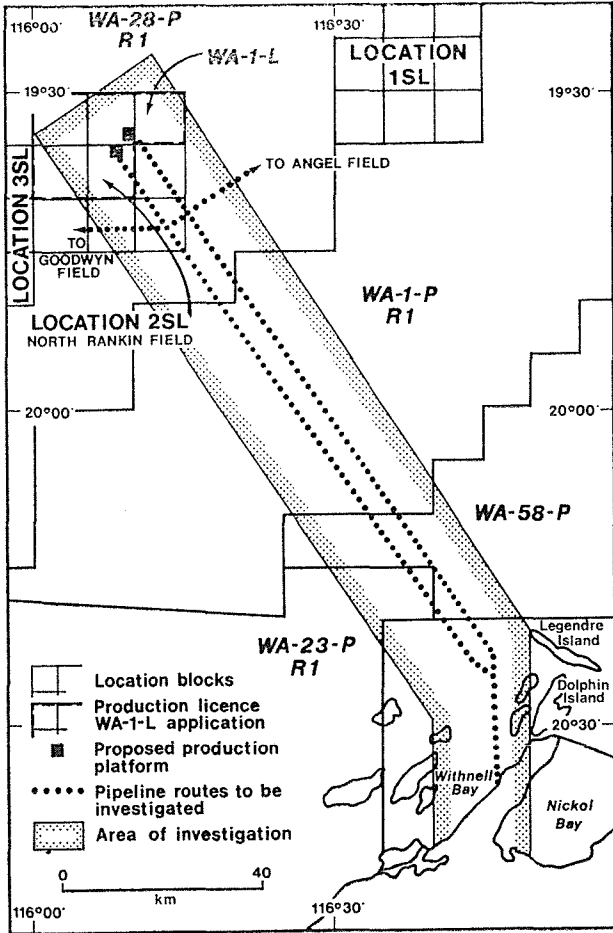 116°00'
WA-28-P
R1
116°30'
WA-1-L
LOCATION
1SL
19°30'
19°30'
LOCATION 3SL
TO ANGEL FIELD
TO
GOODWYN
FIELD
WA-1-P
R1
LOCATION 2SL
NORTH RANKIN FIELD
20°00'
20°00'
WA-58-P
WA-23-P
R1
Legendre
Island
Dolphin
Island
20°30'
Withnell
Bay
Nickol
Bay
Location blocks
Production licence
WA-1-L application
Proposed production
platform
Pipeline routes to be
investigated
Area of investigation
0
40
km
116°00'
116°30'